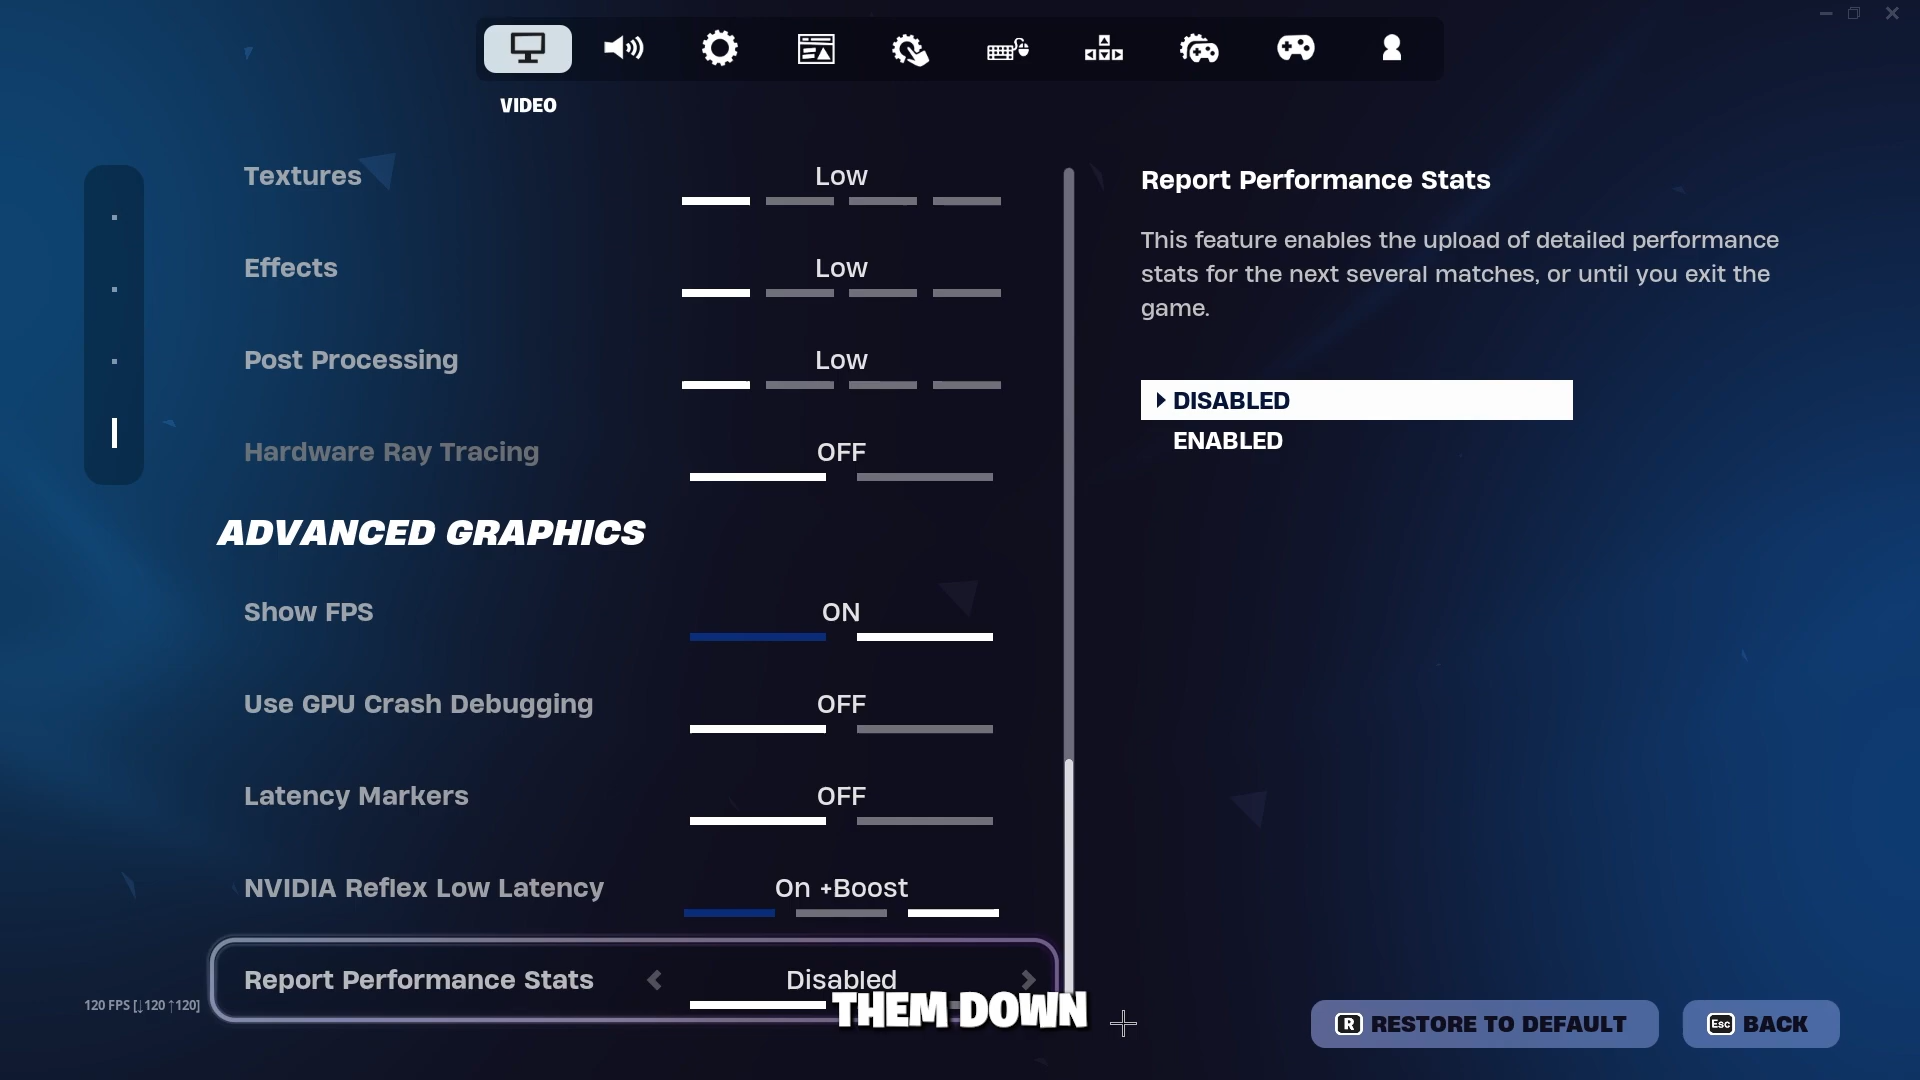 VIDEO
Textures
Low
Effects
Low
Post Processing
Low
Hardware Ray Tracing
OFF
ADVANCED GRAPHICS
Show FPS
ON
Use GPU Crash Debugging
OFF
Latency Markers
OFF
NVIDIA Reflex Low Latency
On +Boost
Report Performance Stats
Disabled
THEM DOWN
120 FPS [↓120 ↑120]
Report Performance Stats
This feature enables the upload of detailed performance
stats for the next several matches, or until you exit the
game.
DISABLED
ENABLED
R RESTORE TO DEFAULT
Esc BACK